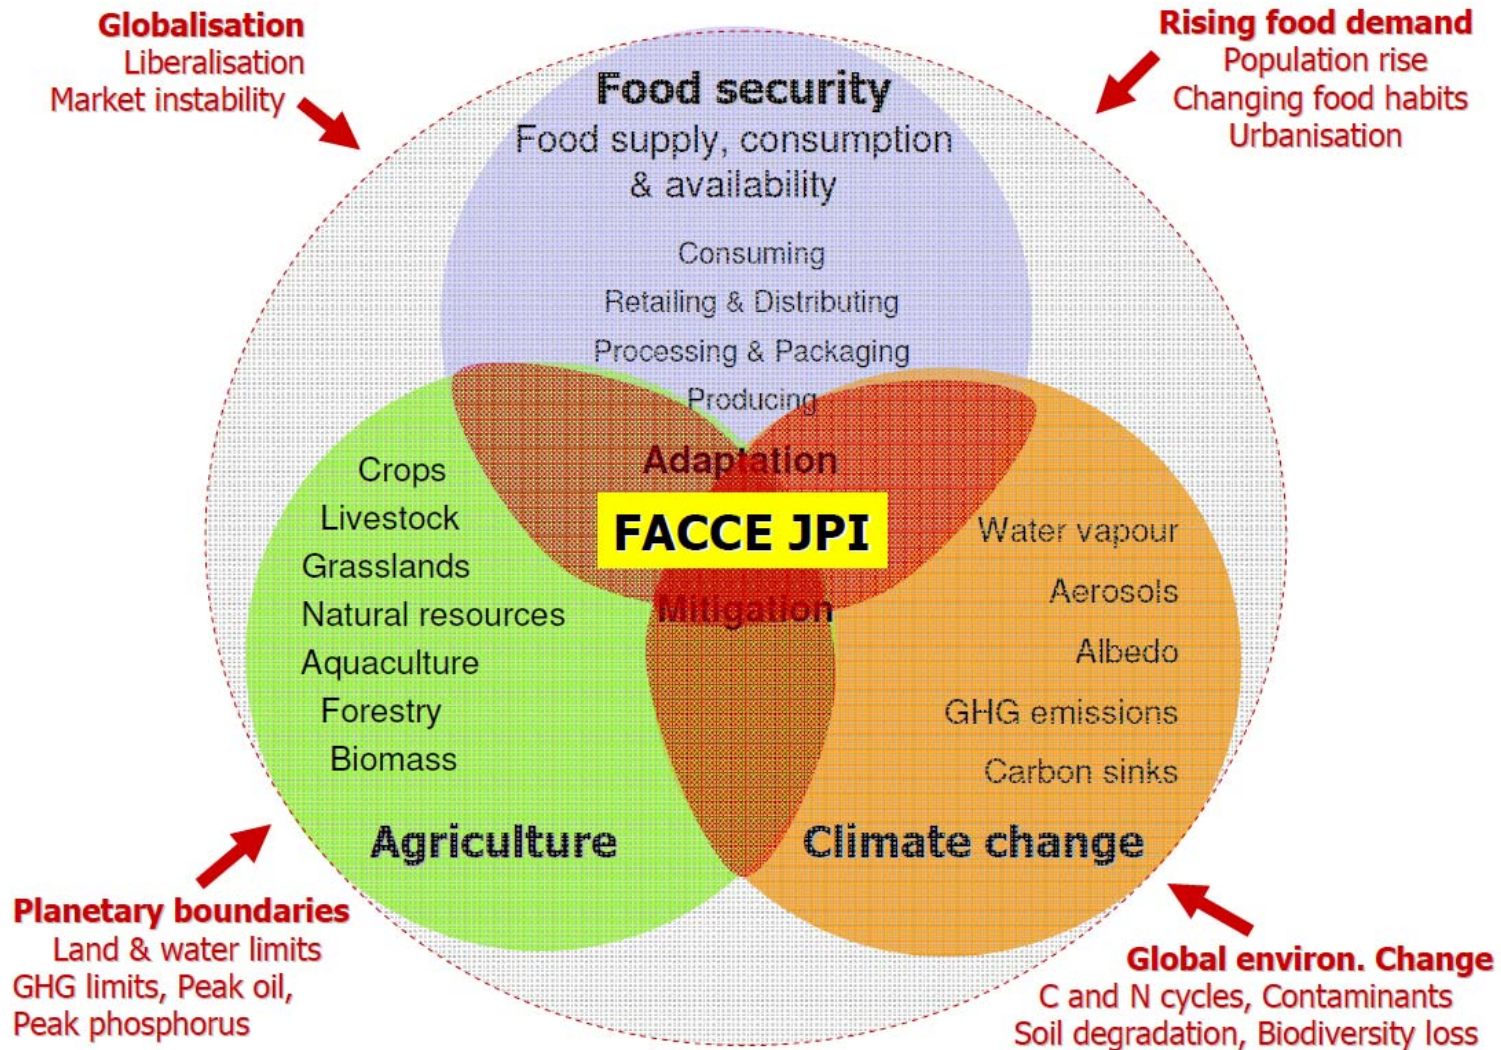 Globalisation
Liberalisation
Market instability
Rising food demand
Population rise
Changing food habits
Urbanisation
Food security
Food supply, consumption
& availability
Consuming
Retailing & Distributing
Processing & Packaging
Producing
Adaptation
FACCE JPI
Mitigation
Crops
Livestock
Grasslands
Natural resources
Aquaculture
Forestry
Biomass
Agriculture
Water vapour
Aerosols
Albedo
GHG emissions
Carbon sinks
Climate change
Planetary boundaries
Land & water limits
GHG limits, Peak oil,
Peak phosphorus
Global environ. Change
C and N cycles, Contaminants
Soil degradation, Biodiversity loss